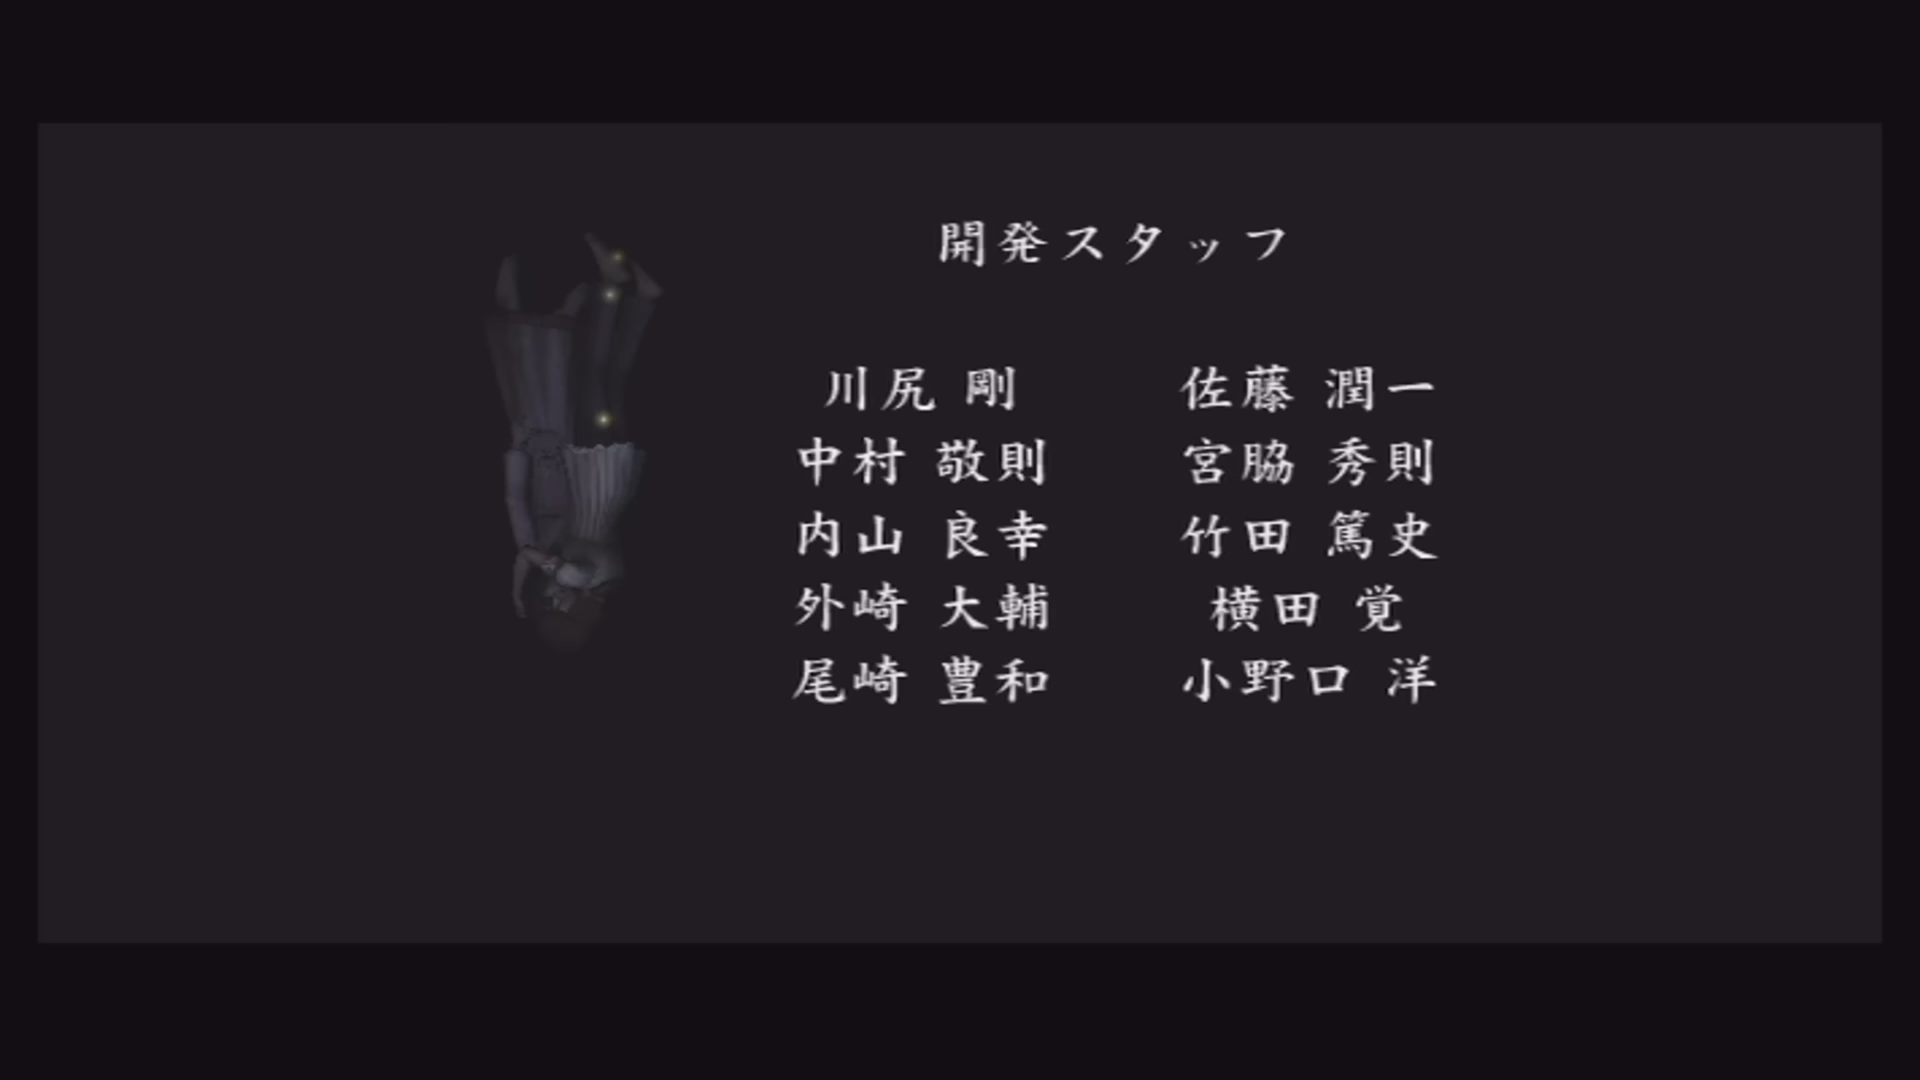 開発スタッフ
川尻 剛 佐藤 潤一
中村 敬則 宮脇 秀則
内山 良幸 竹田 篤史
外崎 大輔 横田 覚
尾崎 豊和 小野口 洋